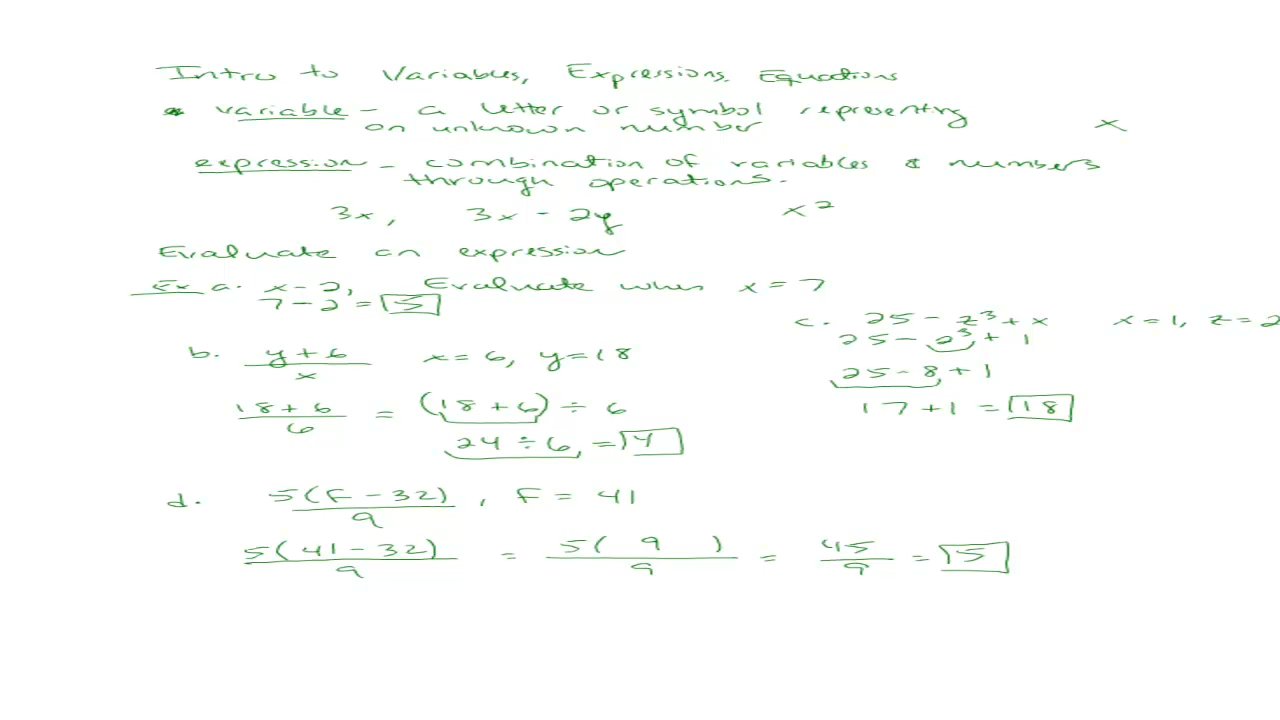 Intro to Variables, Expressions, Equations
* variable - a letter or symbol representing
an unknown number x
expression - combination of variables & numbers
through operations.
3x, 3x - 2y x²
Evaluate an expression
Ex a. x - 2, Evaluate when x = 7
7 - 2 = 5
b. y + 6 / x x = 6, y = 18
18 + 6 / 6 = (18 + 6) ÷ 6
24 ÷ 6 = 4
c. 25 - z³ + x x = 1, z = 2
25 - 2³ + 1
25 - 8 + 1
17 + 1 = 18
d. 5(F - 32) / 9 , F = 41
5(41 - 32) / 9 = 5( 9 ) / 9 = 45 / 9 = 5